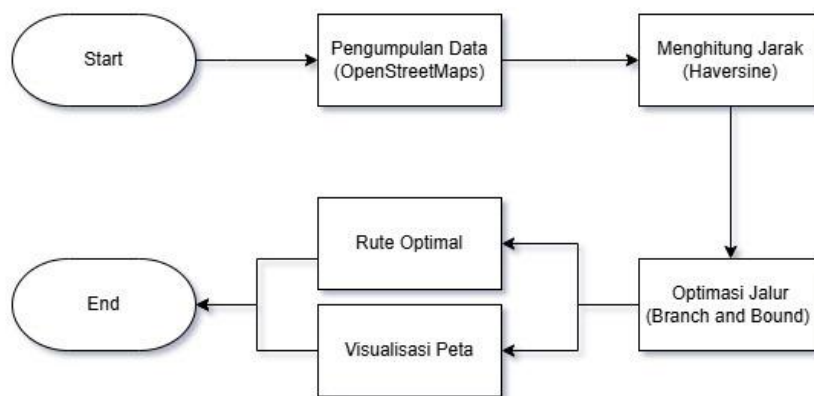 Start
Pengumpulan Data
(OpenStreetMaps)
Menghitung Jarak
(Haversine)
Optimasi Jalur
(Branch and Bound)
Rute Optimal
Visualisasi Peta
End